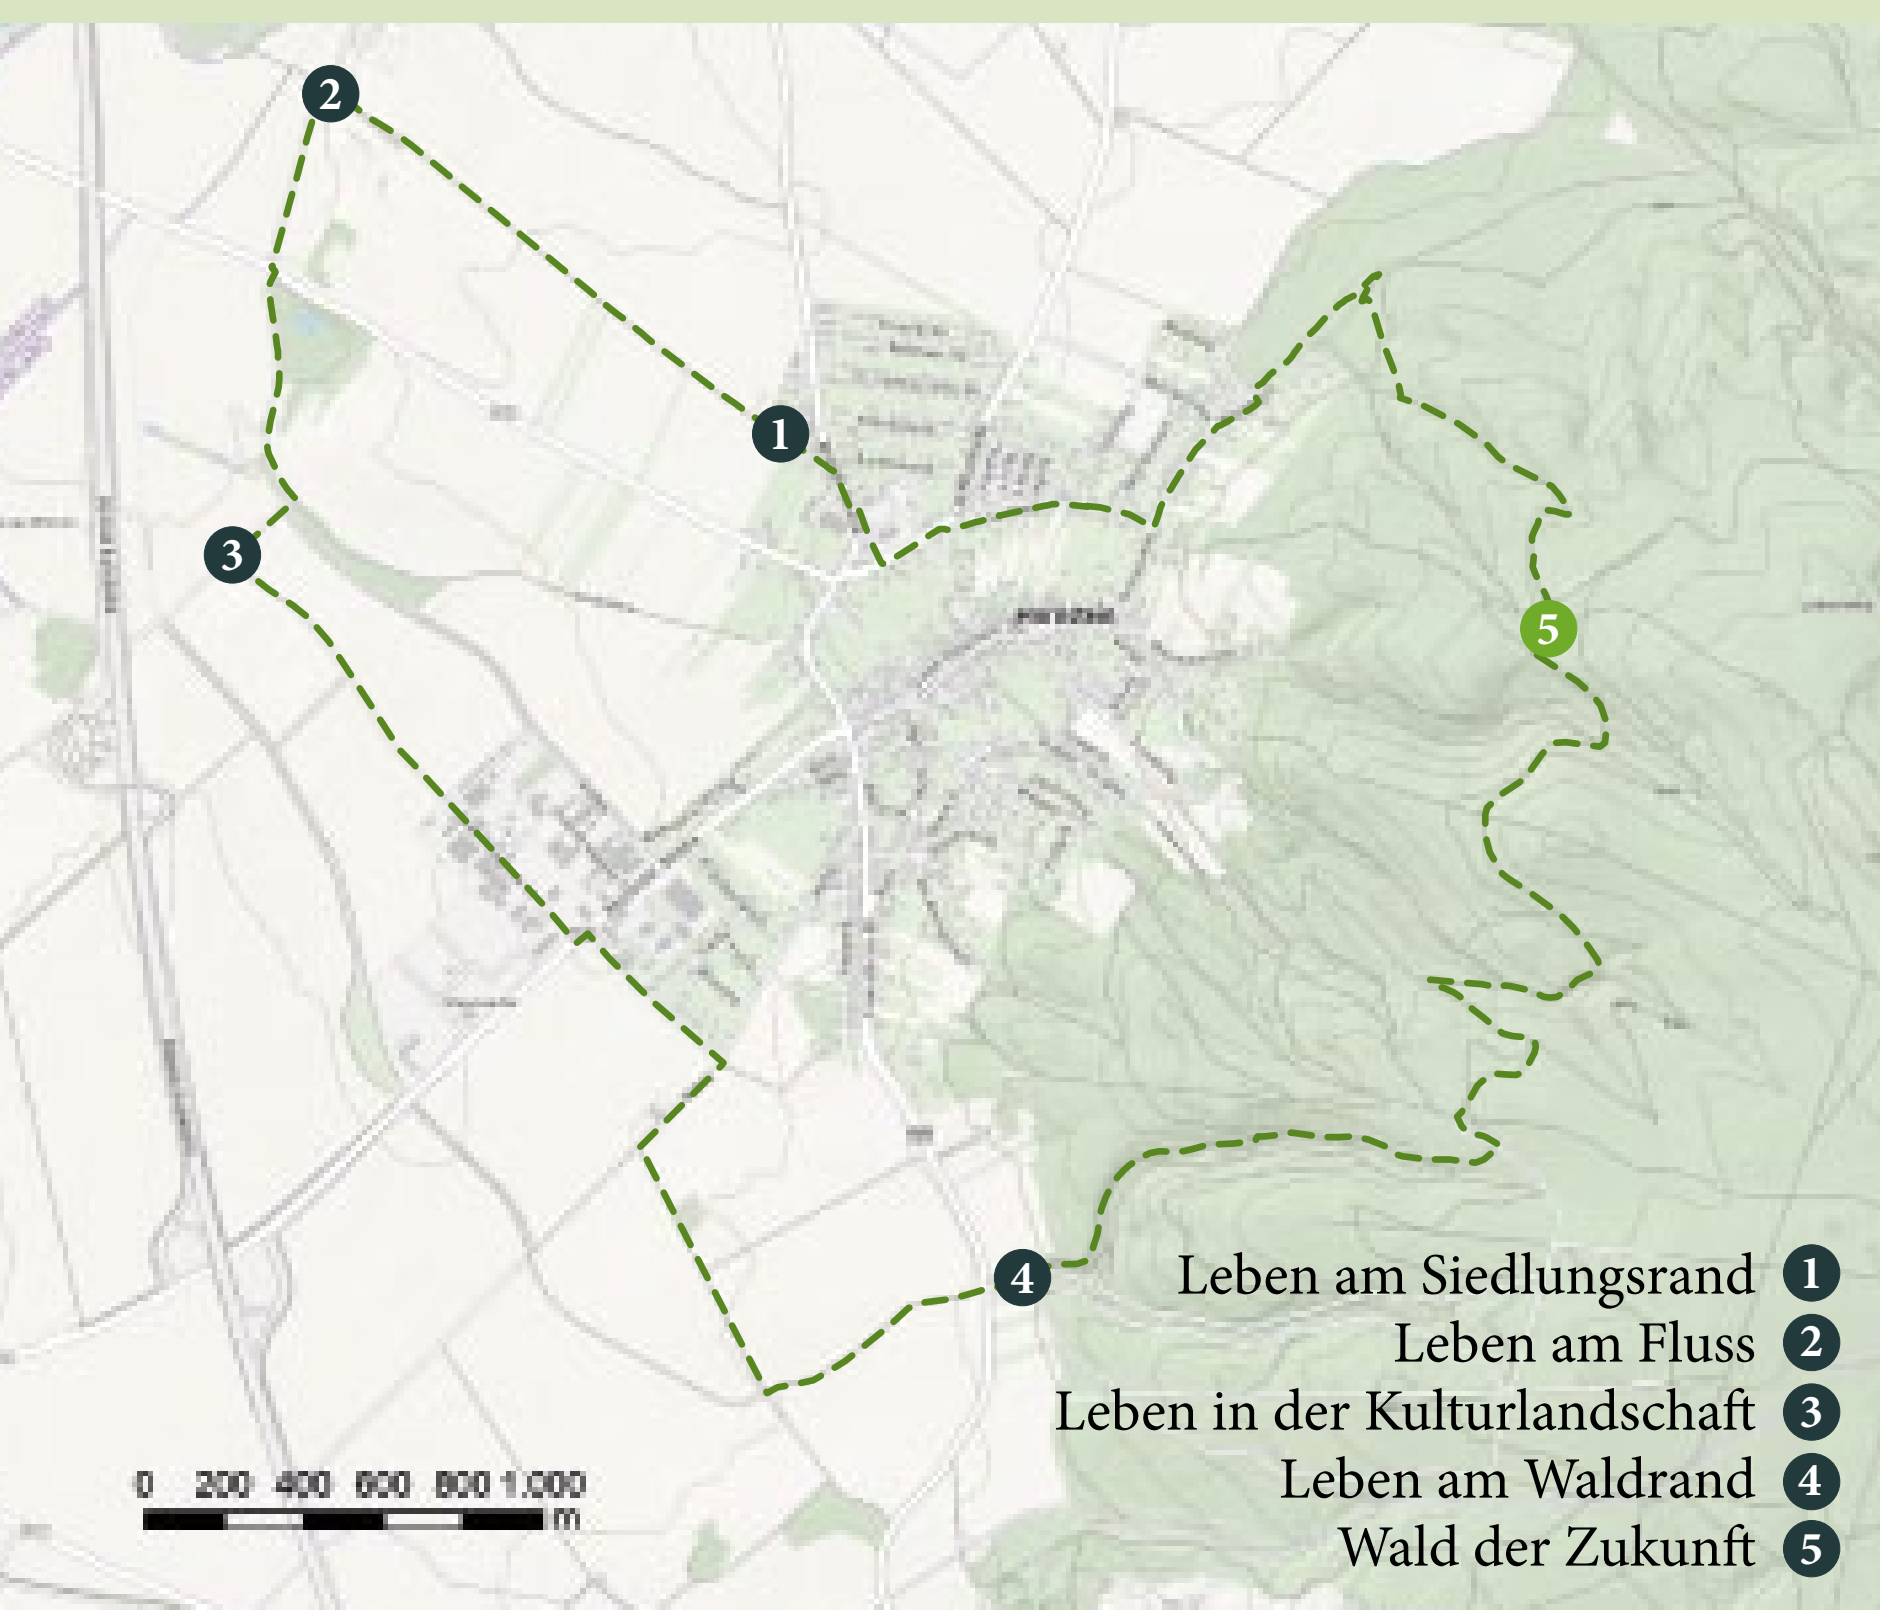 2
1
3
5
4
Leben am Siedlungsrand 1
Leben am Fluss 2
Leben in der Kulturlandschaft 3
Leben am Waldrand 4
Wald der Zukunft 5
0 200 400 600 800 1.000
m